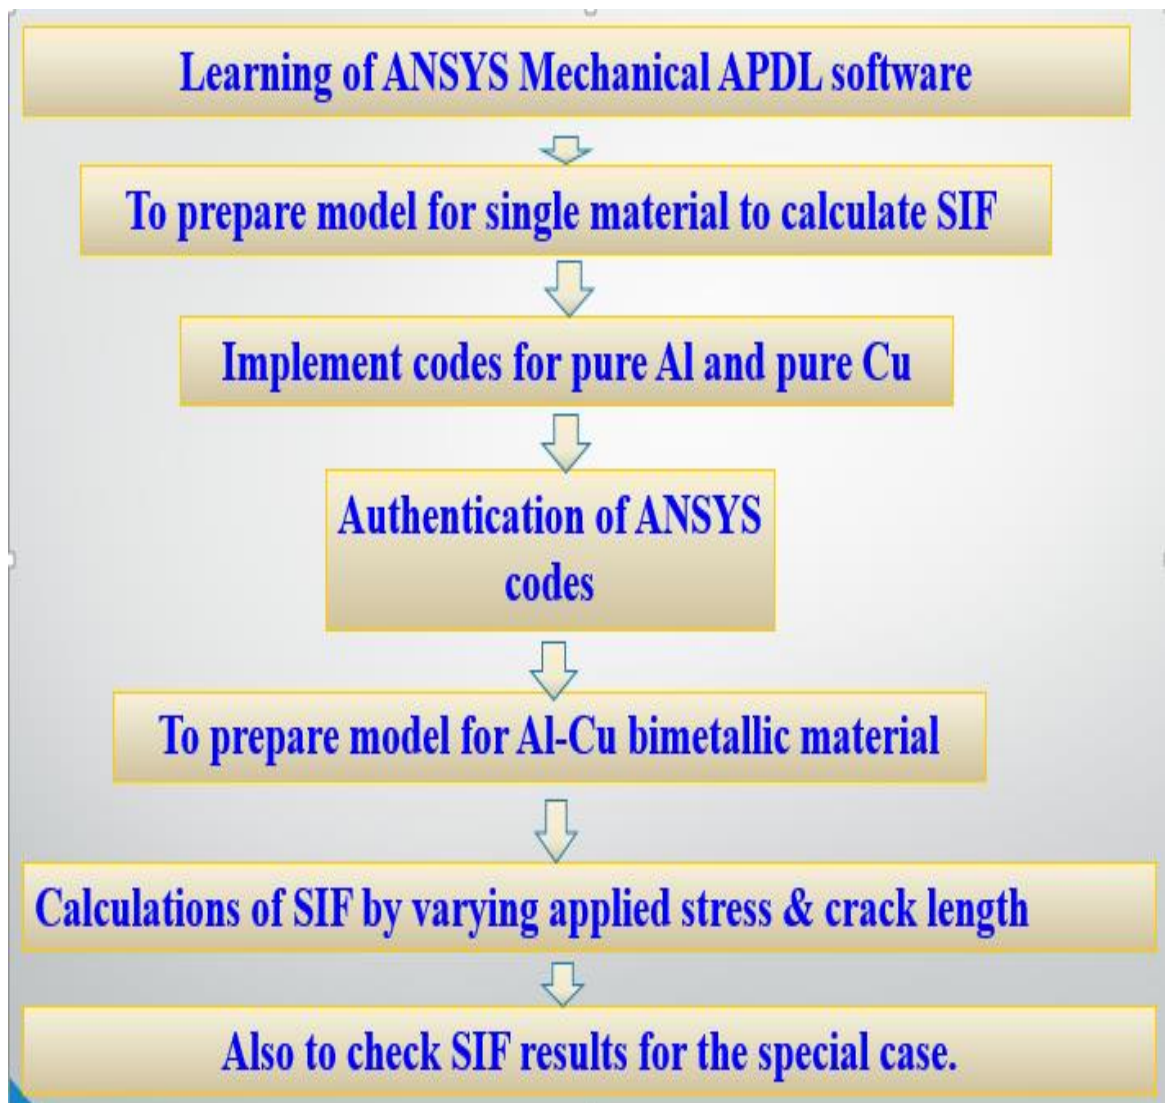 Learning of ANSYS Mechanical APDL software
To prepare model for single material to calculate SIF
Implement codes for pure Al and pure Cu
Authentication of ANSYS
codes
To prepare model for Al-Cu bimetallic material
Calculations of SIF by varying applied stress & crack length
Also to check SIF results for the special case.